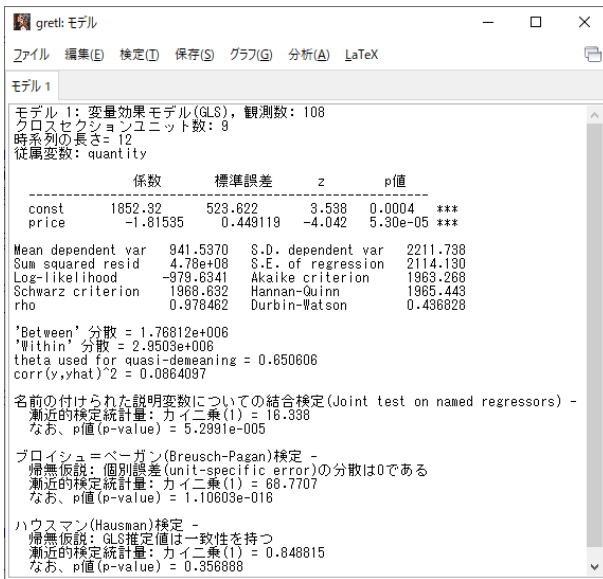 gretl: モデル
ファイル 編集(E) 検定(T) 保存(S) グラフ(G) 分析(A) LaTeX
モデル 1
モデル 1: 変量効果モデル(GLS), 観測数: 108
クロスセクションユニット数: 9
時系列の長さ= 12
従属変数: quantity
係数 標準誤差 z p値
const 1852.32 523.622 3.538 0.0004 ***
price -1.81535 0.449119 -4.042 5.30e-05 ***
Mean dependent var 941.5370 S.D. dependent var 2211.738
Sum squared resid 4.78e+08 S.E. of regression 2114.130
Log-likelihood -979.6341 Akaike criterion 1963.268
Schwarz criterion 1968.632 Hannan-Quinn 1965.443
rho 0.978462 Durbin-Watson 0.436828
'Between' 分散 = 1.76812e+006
'Within' 分散 = 2.9503e+006
theta used for quasi-demeaning = 0.650606
corr(y,yhat)^2 = 0.0864097
名前の付けられた説明変数についての結合検定(Joint test on named regressors) -
漸近的検定統計量: カイ二乗(1) = 16.338
なお、p値(p-value) = 5.2991e-005
ブロイシュ=ペーガン(Breusch-Pagan)検定 -
帰無仮説: 個別誤差(unit-specific error)の分散は0である
漸近的検定統計量: カイ二乗(1) = 68.7707
なお、p値(p-value) = 1.10603e-016
ハウスマン(Hausman)検定 -
帰無仮説: GLS推定値は一致性を持つ
漸近的検定統計量: カイ二乗(1) = 0.848815
なお、p値(p-value) = 0.356888